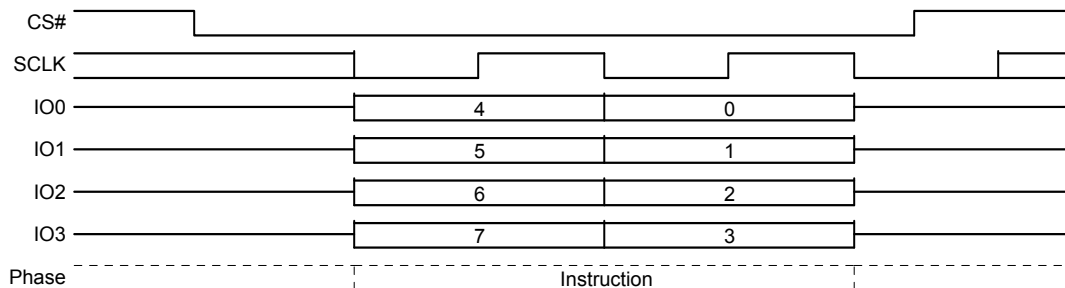 CS#
SCLK
IO0 4 0
IO1 5 1
IO2 6 2
IO3 7 3
Phase Instruction